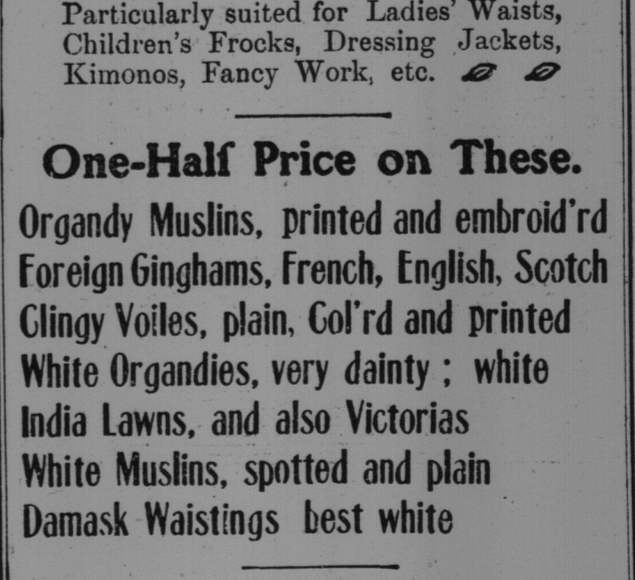 Particularly suited for Ladies' Waists,
Children's Frocks, Dressing Jackets,
Kimonos, Fancy Work, etc.
One-Half Price on These.
Organdy Muslins, printed and embroid'rd
Foreign Ginghams, French, English, Scotch
Clingy Voiles, plain, Col'rd and printed
White Organdies, very dainty ; white
India Lawns, and also Victorias
White Muslins, spotted and plain
Damask Waistings best white